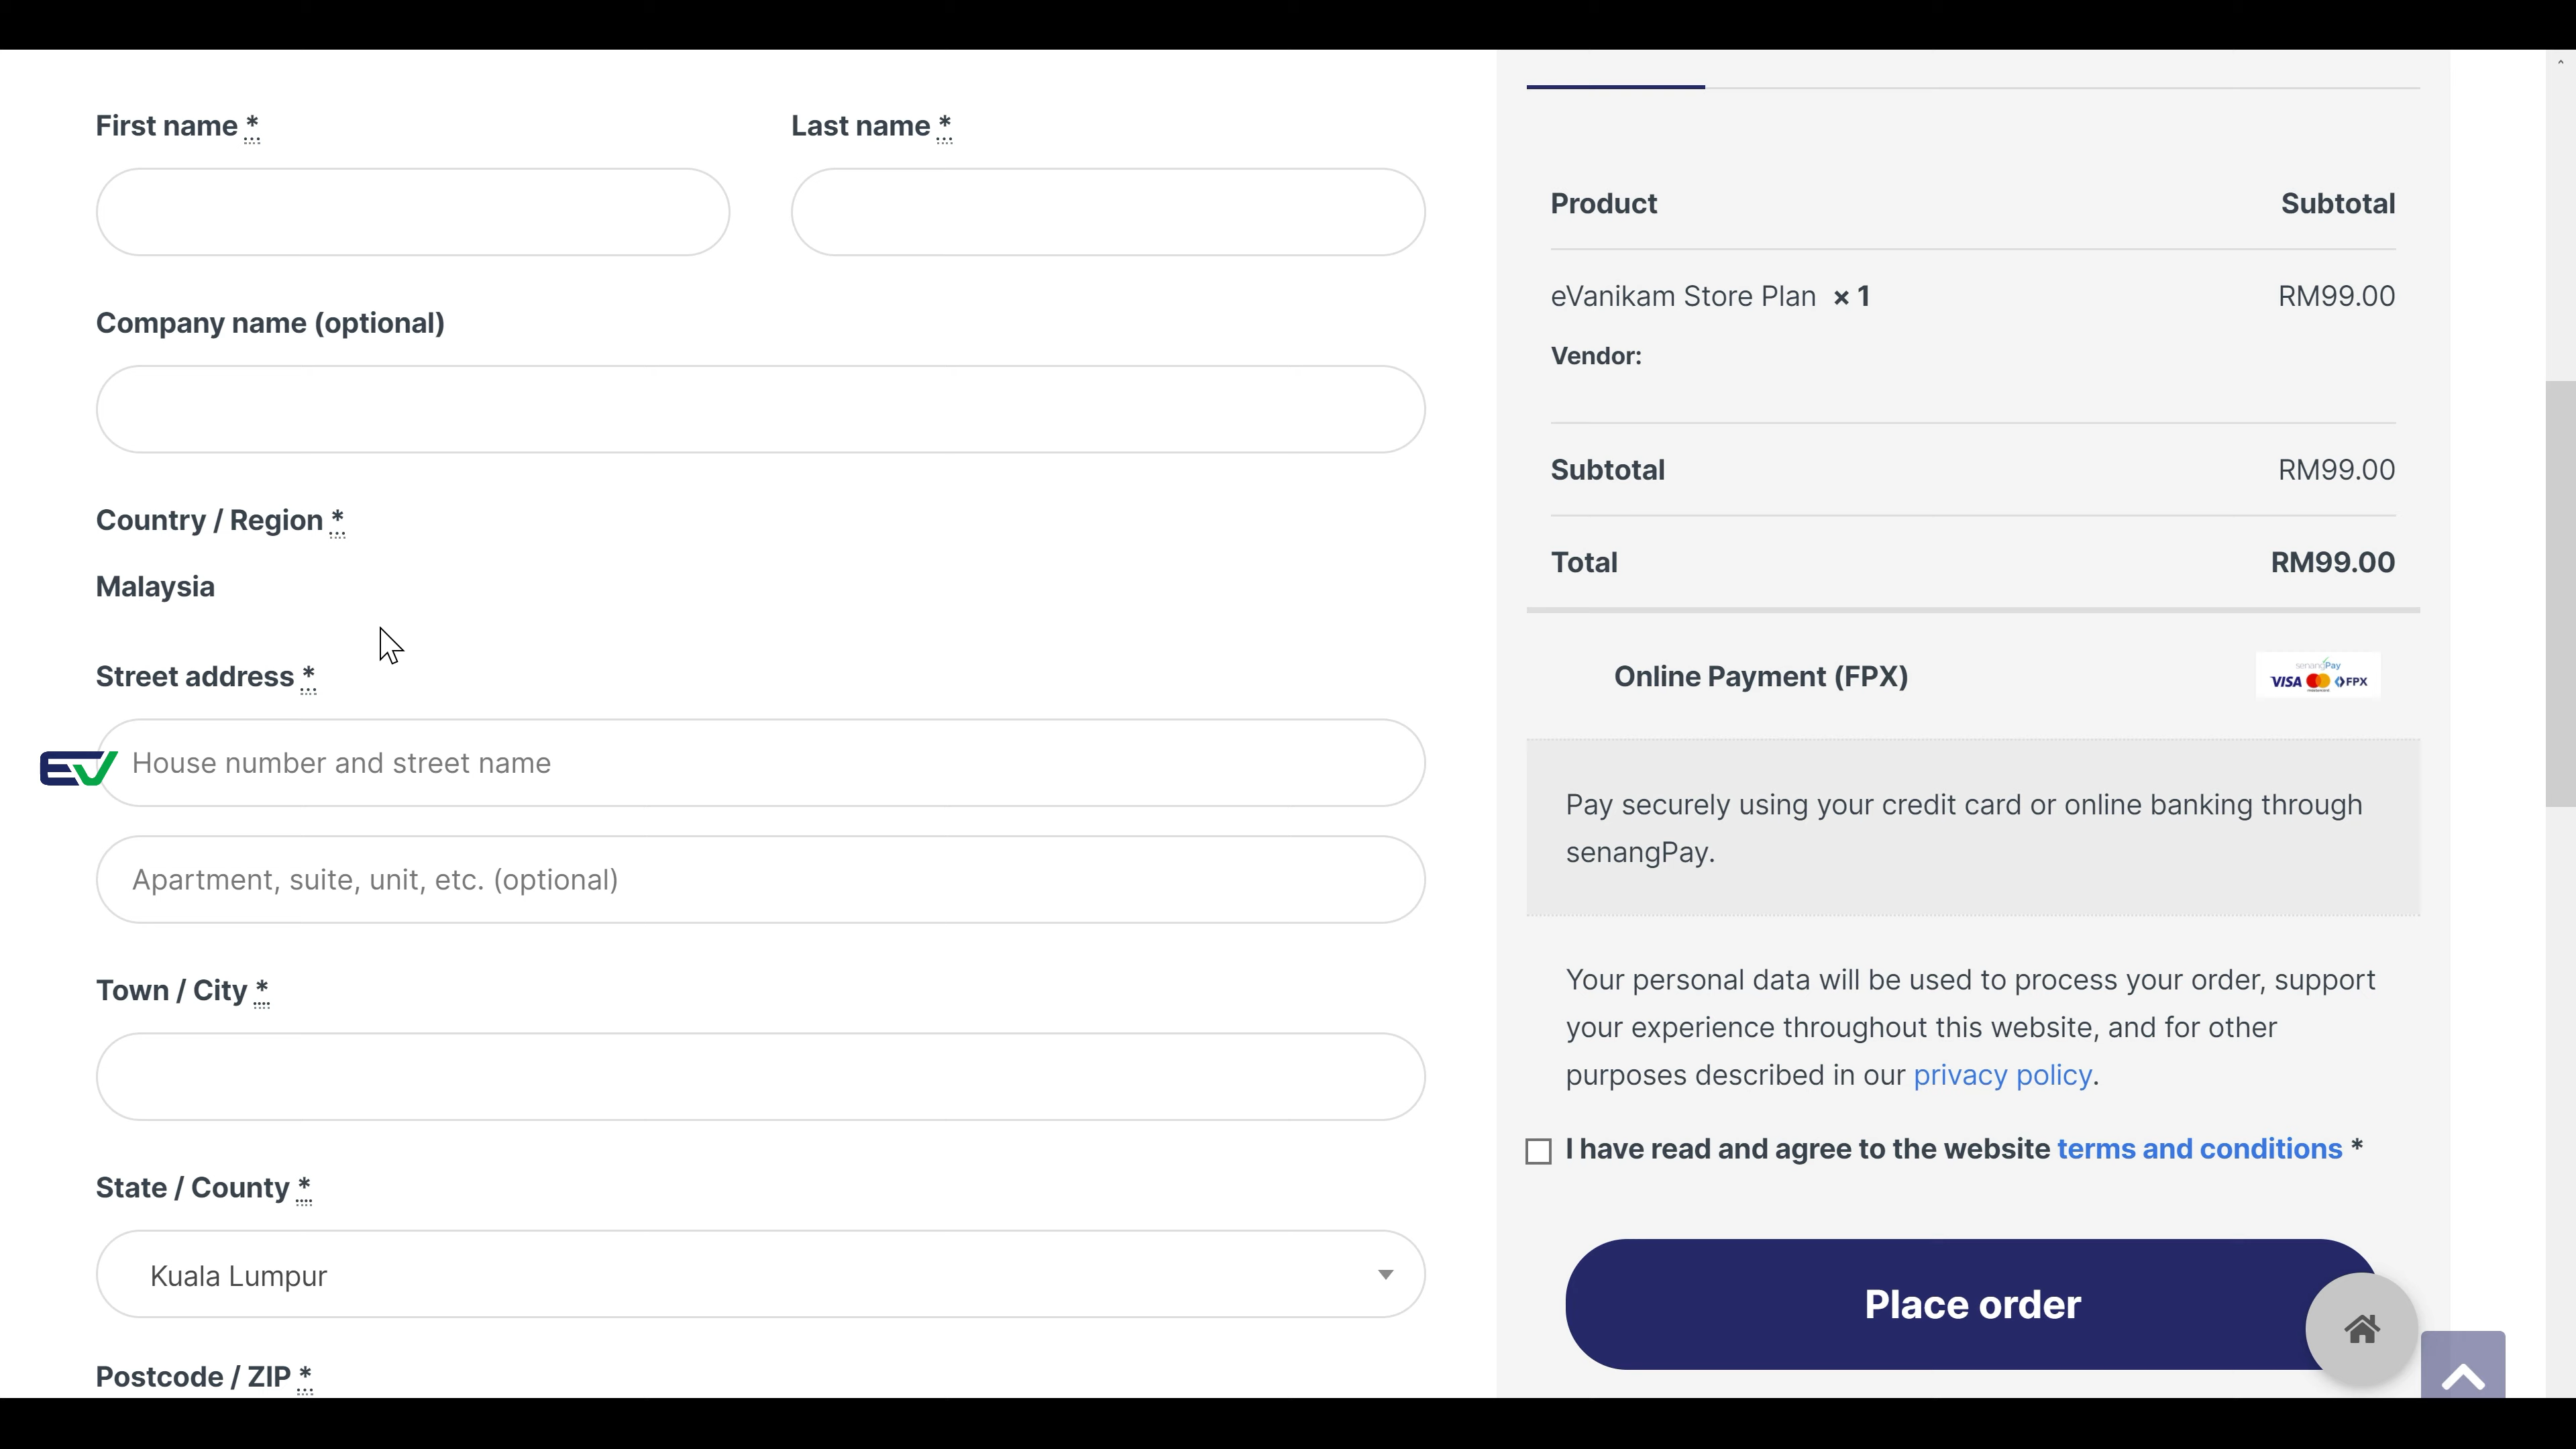 First name *
Last name *
Company name (optional)
Country / Region *
Malaysia
Street address *
EV
House number and street name
Apartment, suite, unit, etc. (optional)
Town / City *
State / County *
Kuala Lumpur
Postcode / ZIP *
Product Subtotal
eVanikam Store Plan × 1 RM99.00
Vendor:
Subtotal RM99.00
Total RM99.00
Online Payment (FPX)
senangPay
VISA FPX
Pay securely using your credit card or online banking through
senangPay.
Your personal data will be used to process your order, support
your experience throughout this website, and for other
purposes described in our privacy policy.
I have read and agree to the website terms and conditions *
Place order